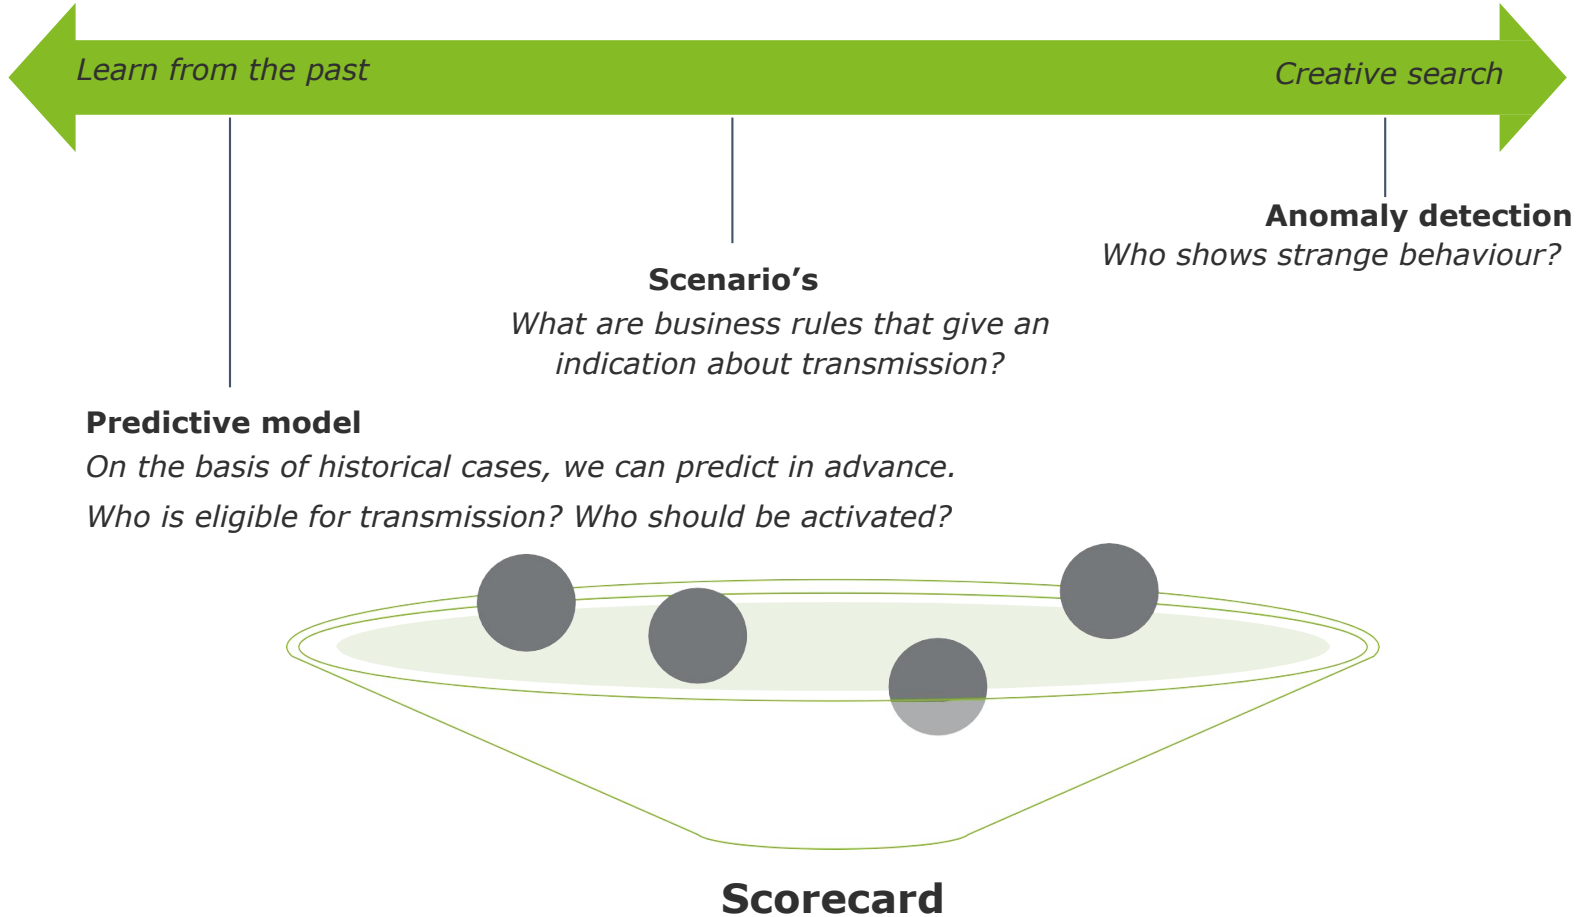 Learn from the past
Creative search
Anomaly detection
Who shows strange behaviour?
Scenario’s
What are business rules that give an
indication about transmission?
Predictive model
On the basis of historical cases, we can predict in advance.
Who is eligible for transmission? Who should be activated?
Scorecard